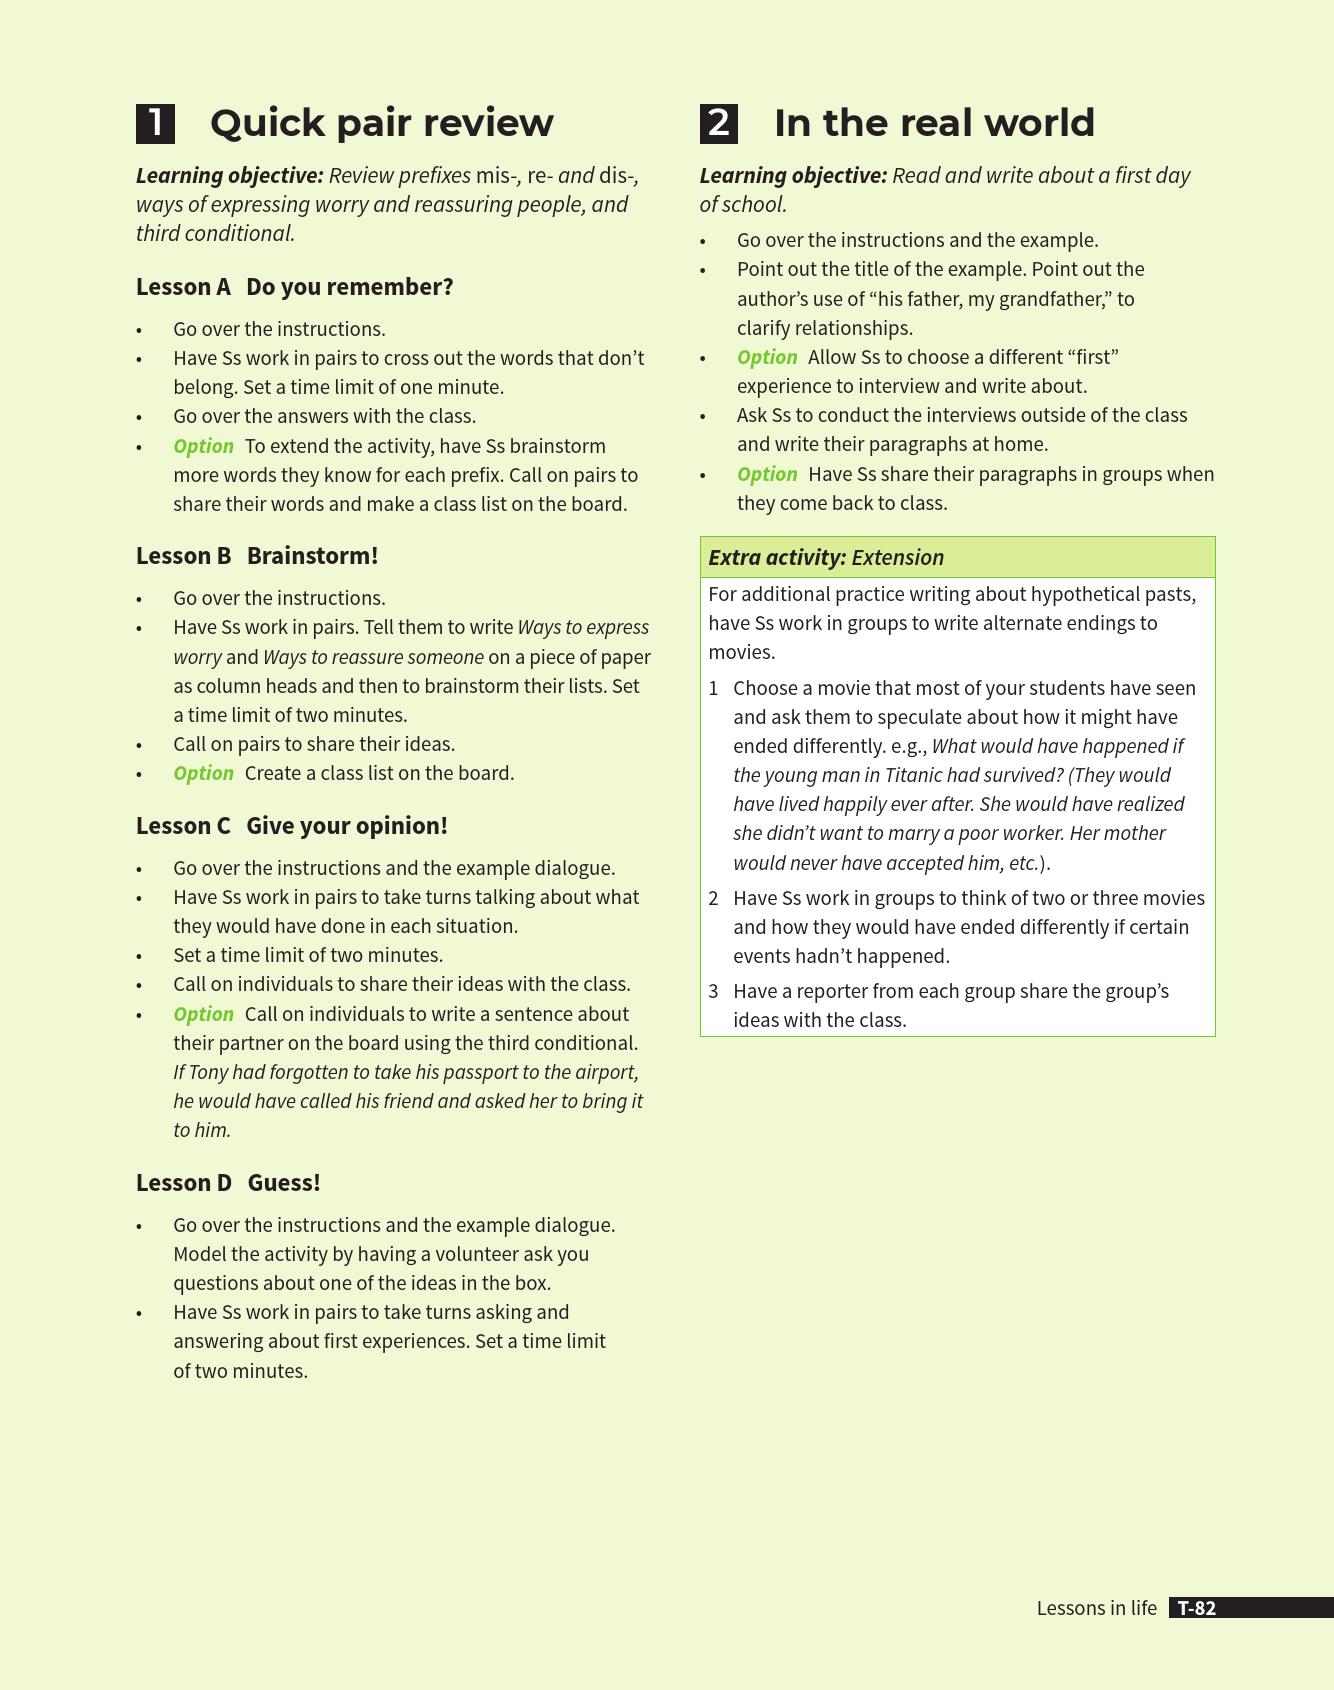 1 Quick pair review
Learning objective: Review prefixes mis-, re- and dis-,
ways of expressing worry and reassuring people, and
third conditional.
Lesson A Do you remember?
• Go over the instructions.
• Have Ss work in pairs to cross out the words that don’t
belong. Set a time limit of one minute.
• Go over the answers with the class.
• Option To extend the activity, have Ss brainstorm
more words they know for each prefix. Call on pairs to
share their words and make a class list on the board.
Lesson B Brainstorm!
• Go over the instructions.
• Have Ss work in pairs. Tell them to write Ways to express
worry and Ways to reassure someone on a piece of paper
as column heads and then to brainstorm their lists. Set
a time limit of two minutes.
• Call on pairs to share their ideas.
• Option Create a class list on the board.
Lesson C Give your opinion!
• Go over the instructions and the example dialogue.
• Have Ss work in pairs to take turns talking about what
they would have done in each situation.
• Set a time limit of two minutes.
• Call on individuals to share their ideas with the class.
• Option Call on individuals to write a sentence about
their partner on the board using the third conditional.
If Tony had forgotten to take his passport to the airport,
he would have called his friend and asked her to bring it
to him.
Lesson D Guess!
• Go over the instructions and the example dialogue.
Model the activity by having a volunteer ask you
questions about one of the ideas in the box.
• Have Ss work in pairs to take turns asking and
answering about first experiences. Set a time limit
of two minutes.
2 In the real world
Learning objective: Read and write about a first day
of school.
• Go over the instructions and the example.
• Point out the title of the example. Point out the
author’s use of “his father, my grandfather,” to
clarify relationships.
• Option Allow Ss to choose a different “first”
experience to interview and write about.
• Ask Ss to conduct the interviews outside of the class
and write their paragraphs at home.
• Option Have Ss share their paragraphs in groups when
they come back to class.
Extra activity: Extension
For additional practice writing about hypothetical pasts,
have Ss work in groups to write alternate endings to
movies.
1 Choose a movie that most of your students have seen
and ask them to speculate about how it might have
ended differently. e.g., What would have happened if
the young man in Titanic had survived? (They would
have lived happily ever after. She would have realized
she didn’t want to marry a poor worker. Her mother
would never have accepted him, etc.).
2 Have Ss work in groups to think of two or three movies
and how they would have ended differently if certain
events hadn’t happened.
3 Have a reporter from each group share the group’s
ideas with the class.
Lessons in life T-82